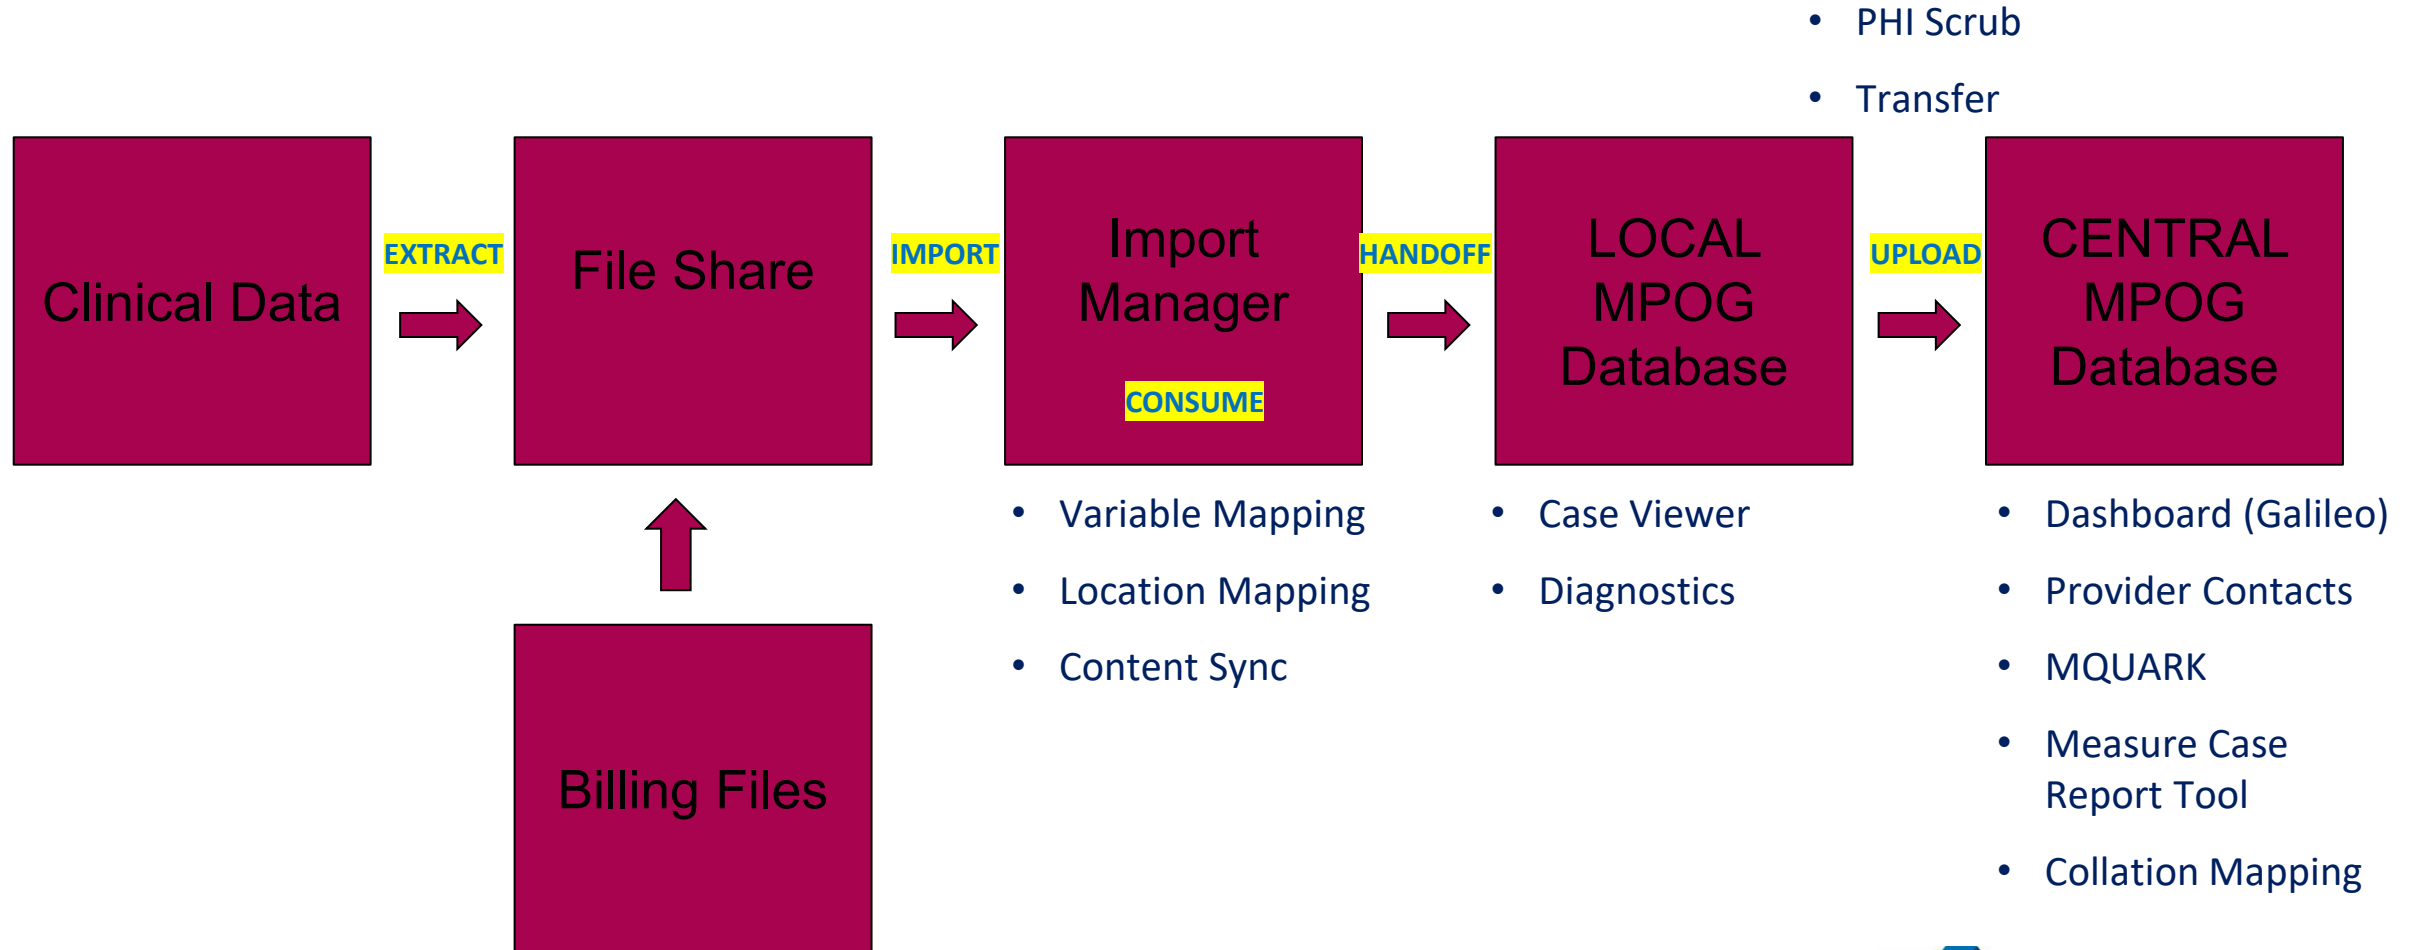 • PHI Scrub
• Transfer
Clinical Data
EXTRACT
File Share
IMPORT
Import
Manager
CONSUME
HANDOFF
LOCAL
MPOG
Database
UPLOAD
CENTRAL
MPOG
Database
Billing Files
• Variable Mapping
• Location Mapping
• Content Sync
• Case Viewer
• Diagnostics
• Dashboard (Galileo)
• Provider Contacts
• MQUARK
• Measure Case
Report Tool
• Collation Mapping